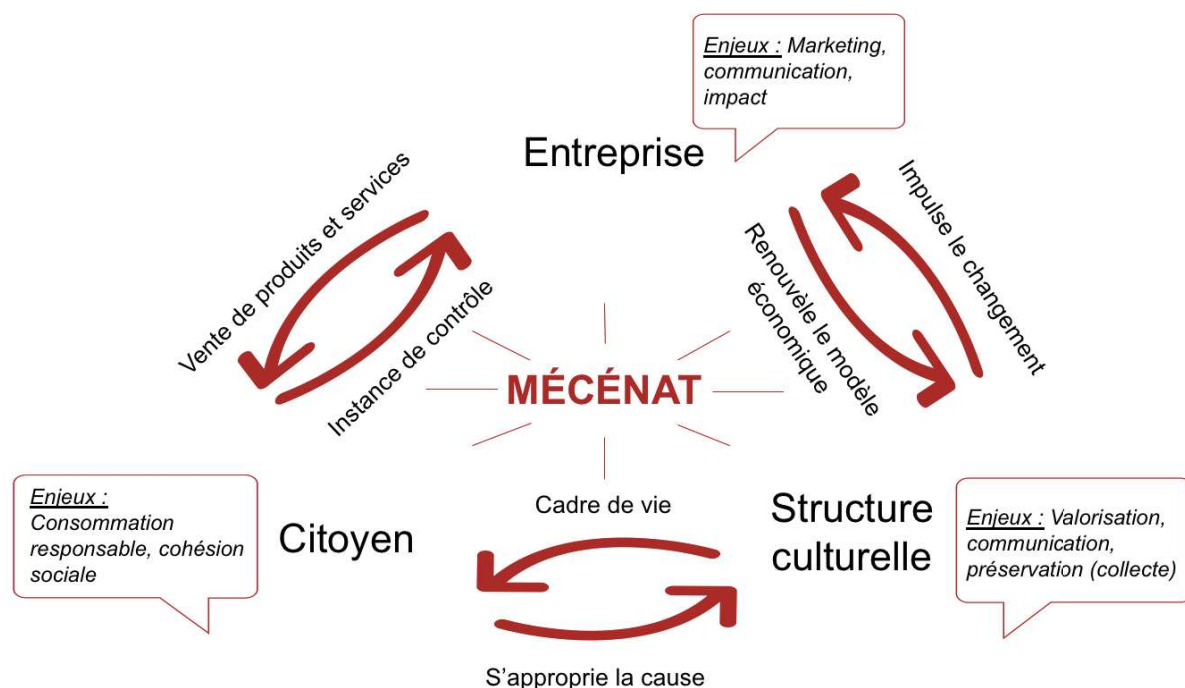 Enjeux : Marketing,
communication,
impact
Entreprise
Vente de produits et services
Instance de contrôle
Renouvèle le modèle
économique
Impulse le changement
MÉCÉNAT
Enjeux :
Consommation
responsable, cohésion
sociale
Citoyen
Cadre de vie
Structure
culturelle
Enjeux : Valorisation,
communication,
préservation (collecte)
S’approprie la cause